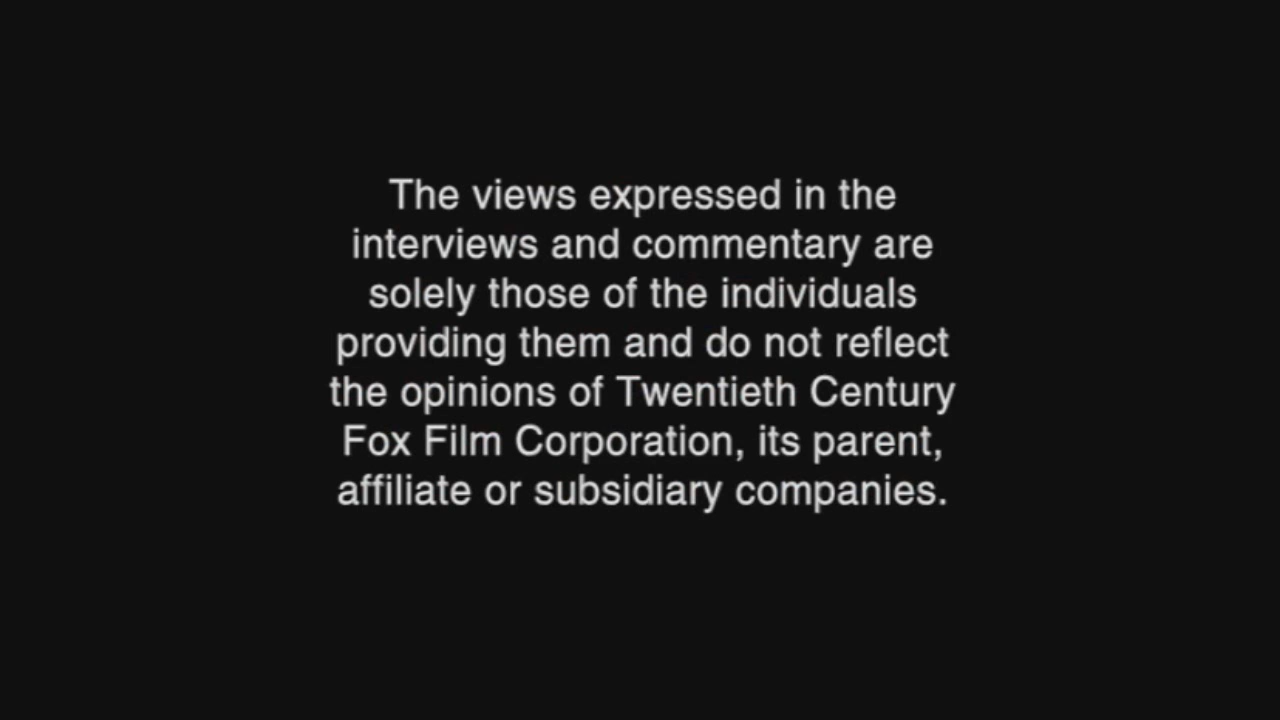 The views expressed in the
interviews and commentary are
solely those of the individuals
providing them and do not reflect
the opinions of Twentieth Century
Fox Film Corporation, its parent,
affiliate or subsidiary companies.